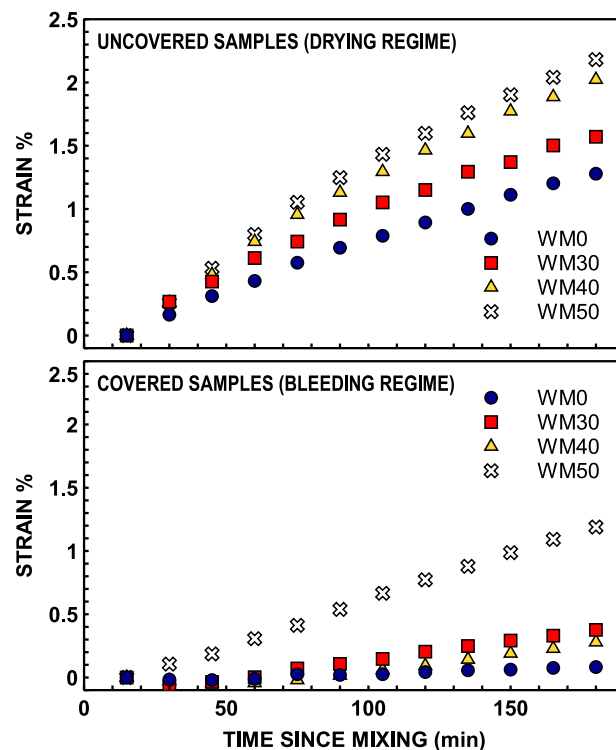 2.5
UNCOVERED SAMPLES (DRYING REGIME)
2
1.5
STRAIN %
1
0.5
0
WM0
WM30
WM40
WM50
2.5
COVERED SAMPLES (BLEEDING REGIME)
2
1.5
STRAIN %
1
0.5
0
WM0
WM30
WM40
WM50
0 50 100 150
TIME SINCE MIXING (min)